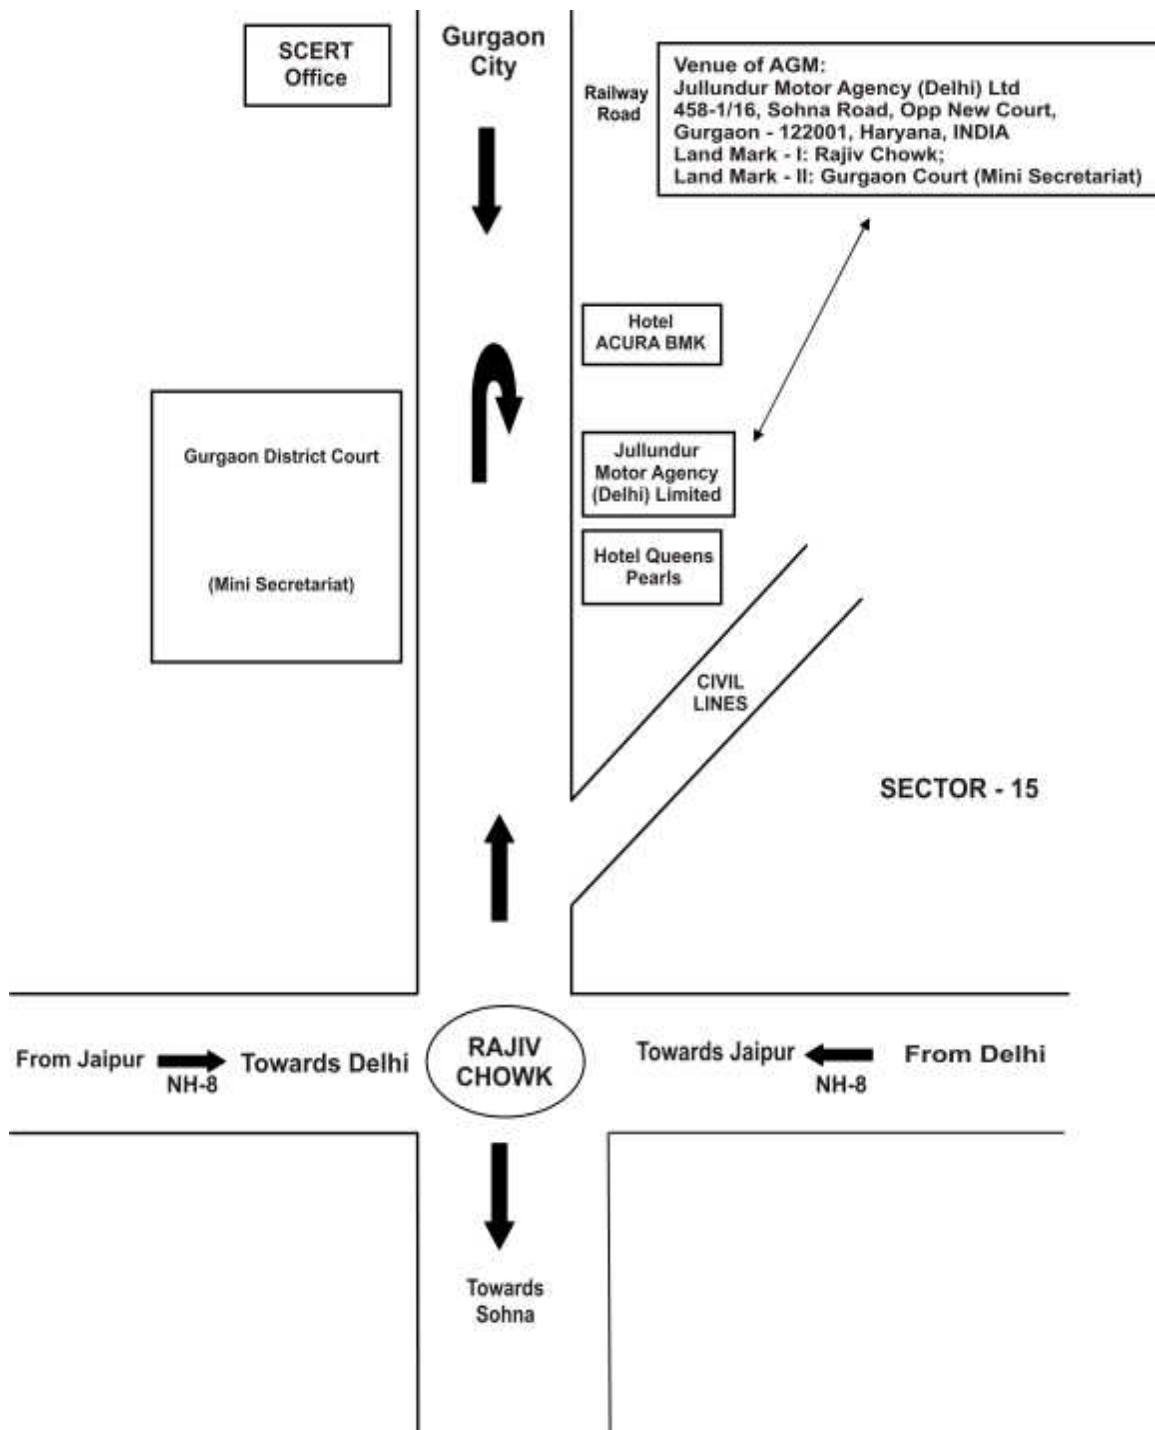 SCERT
Office
Gurgaon
City
Railway
Road
Venue of AGM:
Jullundur Motor Agency (Delhi) Ltd
458-1/16, Sohna Road, Opp New Court,
Gurgaon - 122001, Haryana, INDIA
Land Mark - I: Rajiv Chowk;
Land Mark - II: Gurgaon Court (Mini Secretariat)
Hotel
ACURA BMK
Gurgaon District Court
(Mini Secretariat)
Jullundur
Motor Agency
(Delhi) Limited
Hotel Queens
Pearls
CIVIL
LINES
SECTOR - 15
From Jaipur
NH-8
Towards Delhi
RAJIV
CHOWK
Towards Jaipur
NH-8
From Delhi
Towards
Sohna